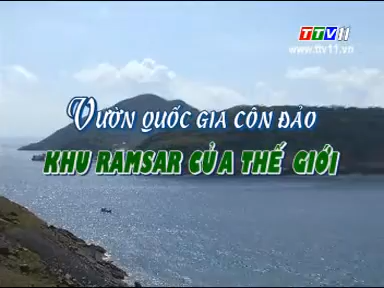 TTV11
www.ttv11.vn
VƯỜN QUỐC GIA CÔN ĐẢO
KHU RAMSAR CỦA THẾ GIỚI